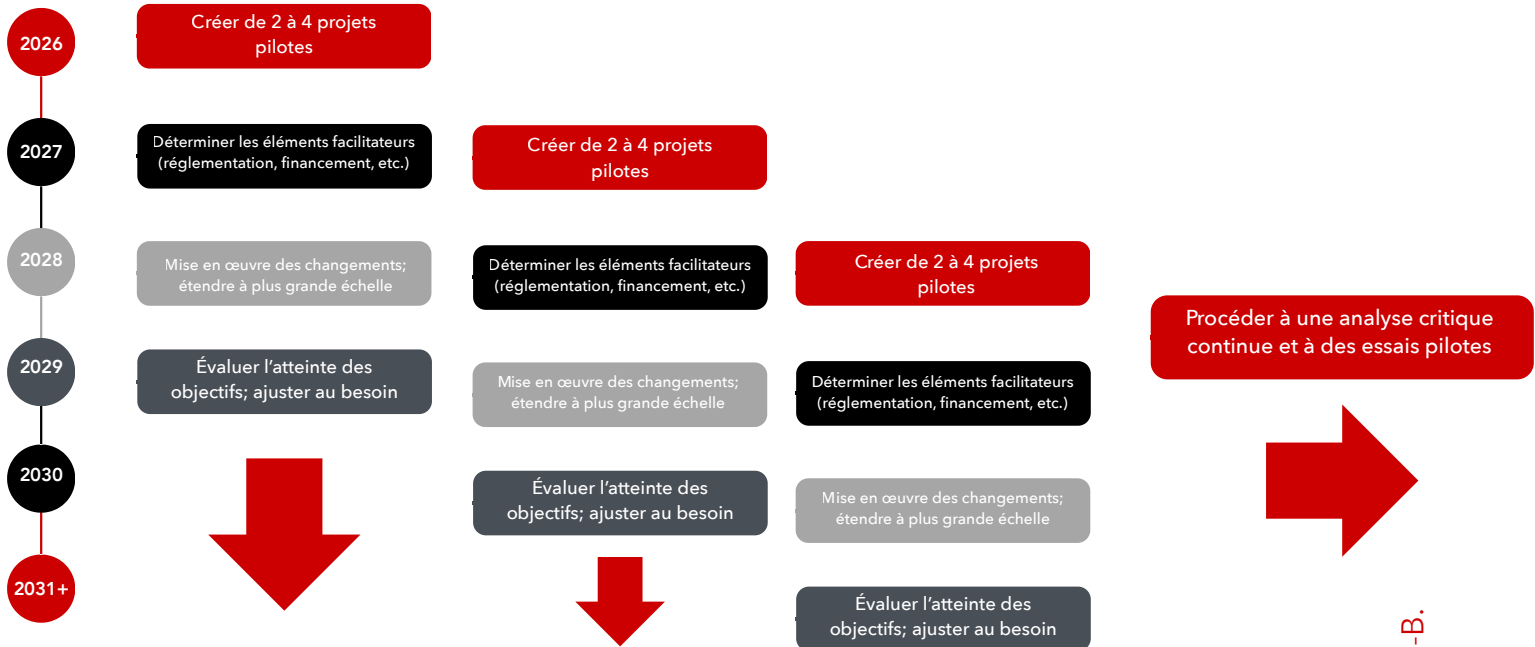 2026
Créer de 2 à 4 projets
pilotes
2027
Déterminer les éléments facilitateurs
(réglementation, financement, etc.)
Créer de 2 à 4 projets
pilotes
2028
Mise en œuvre des changements;
étendre à plus grande échelle
Déterminer les éléments facilitateurs
(réglementation, financement, etc.)
Créer de 2 à 4 projets
pilotes
Procéder à une analyse critique
continue et à des essais pilotes
2029
Évaluer l’atteinte des
objectifs; ajuster au besoin
Mise en œuvre des changements;
étendre à plus grande échelle
Déterminer les éléments facilitateurs
(réglementation, financement, etc.)
2030
Évaluer l’atteinte des
objectifs; ajuster au besoin
Mise en œuvre des changements;
étendre à plus grande échelle
2031+
Évaluer l’atteinte des
objectifs; ajuster au besoin
-B.